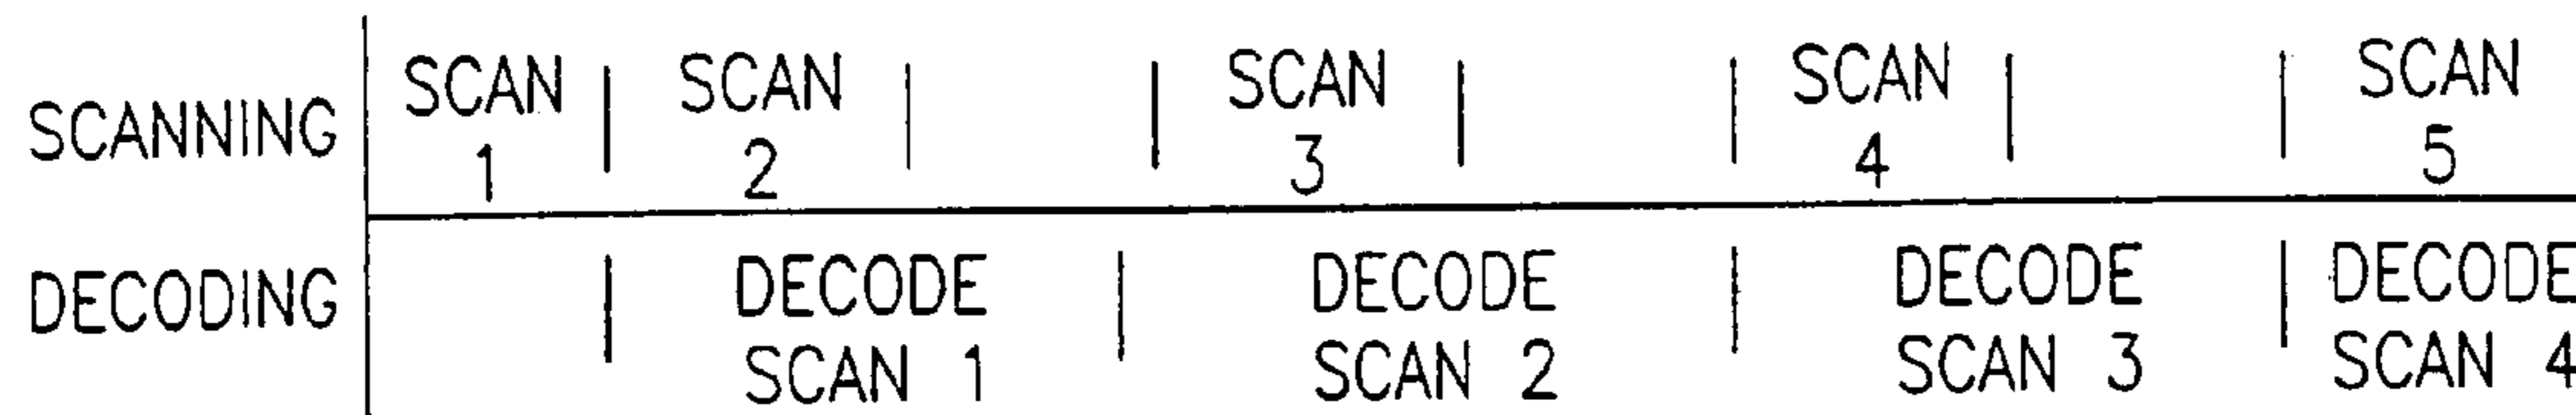 SCANNING
SCAN 1
SCAN 2
SCAN 3
SCAN 4
SCAN 5
DECODING
DECODE SCAN 1
DECODE SCAN 2
DECODE SCAN 3
DECODE SCAN 4